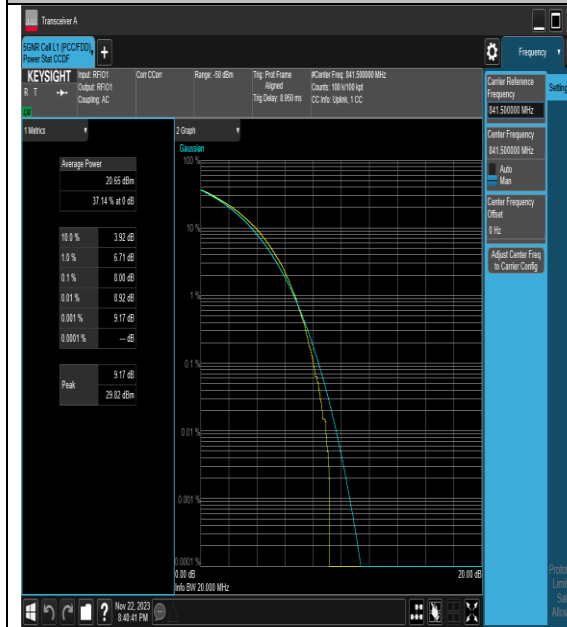 Transceiver A
5GNR Cell L1 (PCC/FDD),
Power Stat CCDF
Frequency
KEYSIGHT
R T
Input: RFIO1
Output: RFIO1
Coupling: AC
Corr CCorr
Range: -50 dBm
Trig: Prot Frame
Aligned
Trig Delay: 8.950 ms
#Center Freq: 841.500000 MHz
Counts: 100 k/100 kpt
CC Info: Uplink, 1 CC
1 Metrics
Average Power
20.65 dBm
37.14 % at 0 dB
10.0 % 3.92 dB
1.0 % 6.71 dB
0.1 % 8.00 dB
0.01 % 8.92 dB
0.001 % 9.17 dB
0.0001 % --- dB
Peak
9.17 dB
29.82 dBm
2 Graph
Gaussian
100 %
10 %
1 %
0.1 %
0.01 %
0.001 %
0.0001 %
0.00 dB
20.00 dB
Info BW 20.000 MHz
Carrier Reference
Frequency
841.500000 MHz
Setting
Center Frequency
841.500000 MHz
Auto
Man
Center Frequency
Offset
0 Hz
Adjust Center Freq
to Carrier Config
Nov 22, 2023
8:40:41 PM